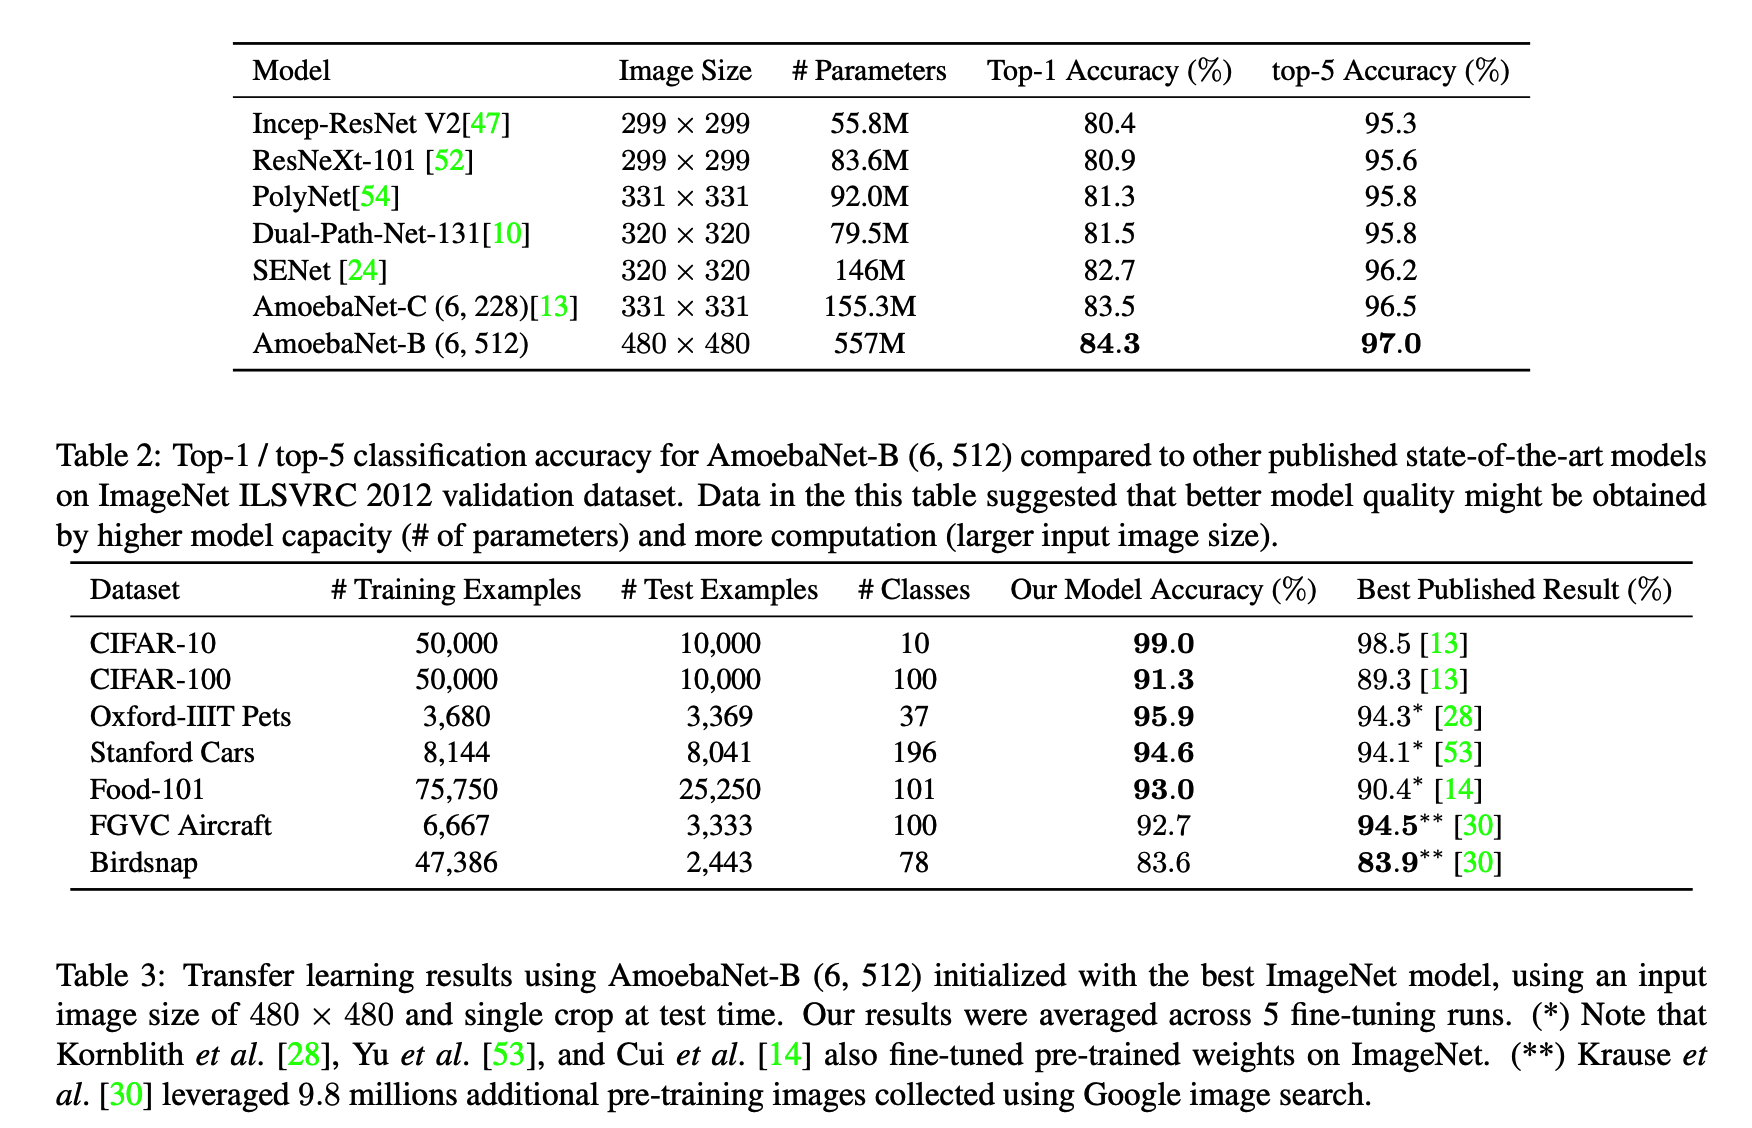 Model Image Size # Parameters Top-1 Accuracy (%) top-5 Accuracy (%)
Incep-ResNet V2[47] 299 × 299 55.8M 80.4 95.3
ResNeXt-101 [52] 299 × 299 83.6M 80.9 95.6
PolyNet[54] 331 × 331 92.0M 81.3 95.8
Dual-Path-Net-131[10] 320 × 320 79.5M 81.5 95.8
SENet [24] 320 × 320 146M 82.7 96.2
AmoebaNet-C (6, 228)[13] 331 × 331 155.3M 83.5 96.5
AmoebaNet-B (6, 512) 480 × 480 557M 84.3 97.0
Table 2: Top-1 / top-5 classification accuracy for AmoebaNet-B (6, 512) compared to other published state-of-the-art models
on ImageNet ILSVRC 2012 validation dataset. Data in the this table suggested that better model quality might be obtained
by higher model capacity (# of parameters) and more computation (larger input image size).
Dataset # Training Examples # Test Examples # Classes Our Model Accuracy (%) Best Published Result (%)
CIFAR-10 50,000 10,000 10 99.0 98.5 [13]
CIFAR-100 50,000 10,000 100 91.3 89.3 [13]
Oxford-IIIT Pets 3,680 3,369 37 95.9 94.3* [28]
Stanford Cars 8,144 8,041 196 94.6 94.1* [53]
Food-101 75,750 25,250 101 93.0 90.4* [14]
FGVC Aircraft 6,667 3,333 100 92.7 94.5** [30]
Birdsnap 47,386 2,443 78 83.6 83.9** [30]
Table 3: Transfer learning results using AmoebaNet-B (6, 512) initialized with the best ImageNet model, using an input
image size of 480 × 480 and single crop at test time. Our results were averaged across 5 fine-tuning runs. (*) Note that
Kornblith et al. [28], Yu et al. [53], and Cui et al. [14] also fine-tuned pre-trained weights on ImageNet. (**) Krause et
al. [30] leveraged 9.8 millions additional pre-training images collected using Google image search.